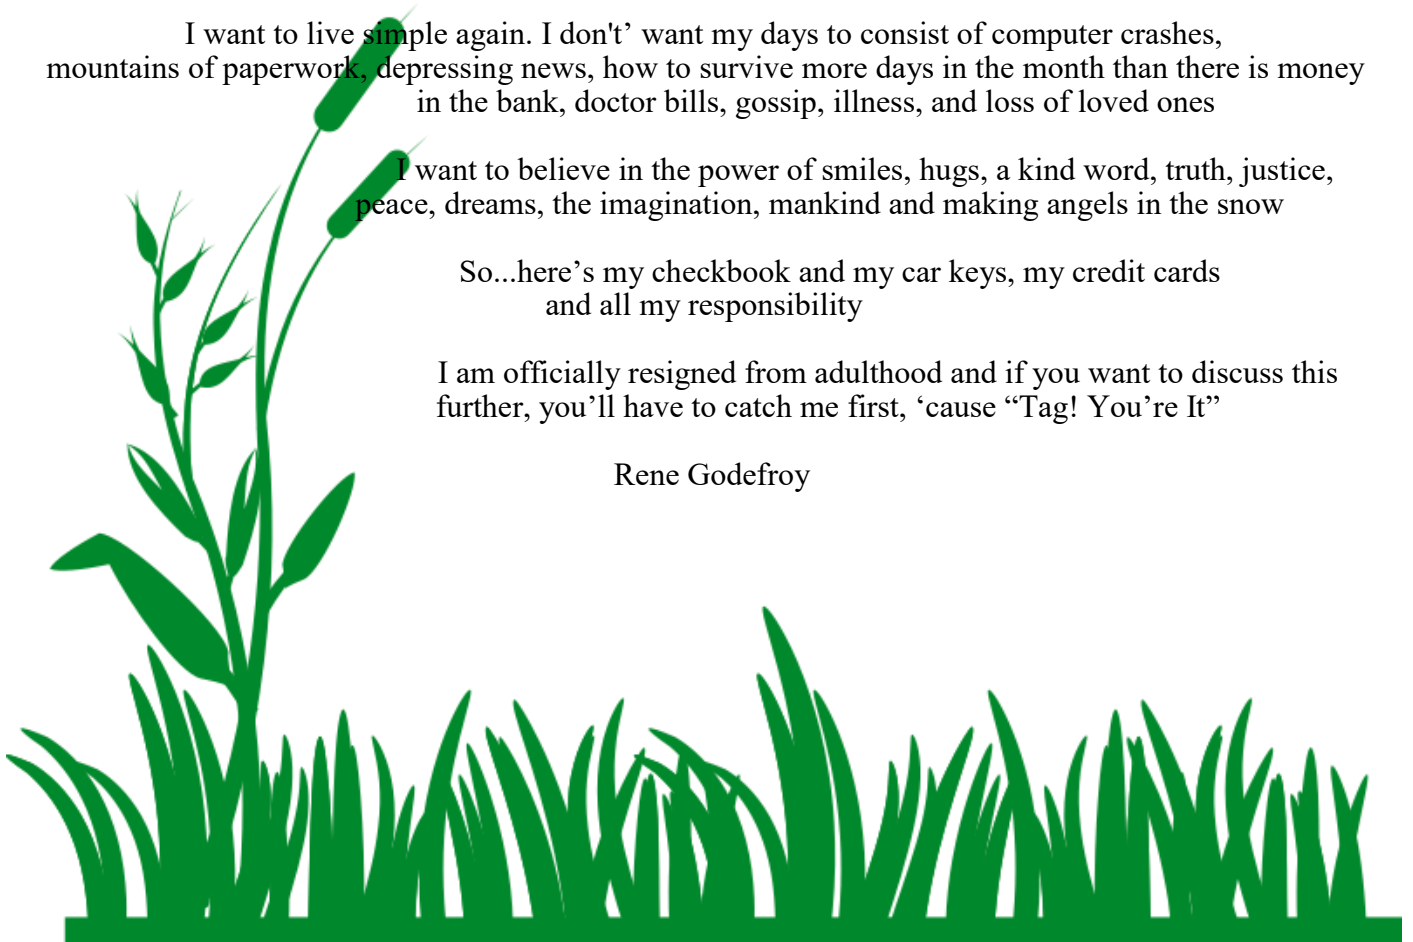 I want to live simple again. I don't’ want my days to consist of computer crashes,
mountains of paperwork, depressing news, how to survive more days in the month than there is money
in the bank, doctor bills, gossip, illness, and loss of loved ones
I want to believe in the power of smiles, hugs, a kind word, truth, justice,
peace, dreams, the imagination, mankind and making angels in the snow
So...here’s my checkbook and my car keys, my credit cards
and all my responsibility
I am officially resigned from adulthood and if you want to discuss this
further, you’ll have to catch me first, ‘cause “Tag! You’re It”
Rene Godefroy